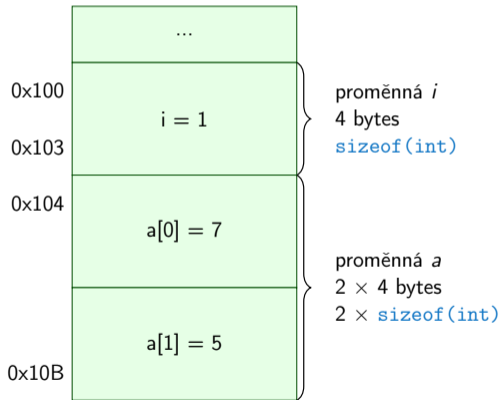 ...
0x100
i = 1
0x103
proměnná i
4 bytes
sizeof(int)
0x104
a[0] = 7
proměnná a
2 × 4 bytes
2 × sizeof(int)
a[1] = 5
0x10B